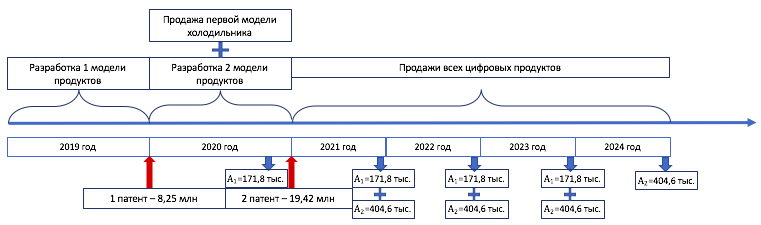 Продажа первой модели
холодильника
Разработка 1 модели
продуктов
Разработка 2 модели
продуктов
Продажи всех цифровых продуктов
2019 год
2020 год
2021 год
2022 год
2023 год
2024 год
A₁=171,8 тыс.
A₁=171,8 тыс.
A₁=171,8 тыс.
A₁=171,8 тыс.
A₂=404,6 тыс.
1 патент – 8,25 млн
2 патент – 19,42 млн
A₂=404,6 тыс.
A₂=404,6 тыс.
A₂=404,6 тыс.